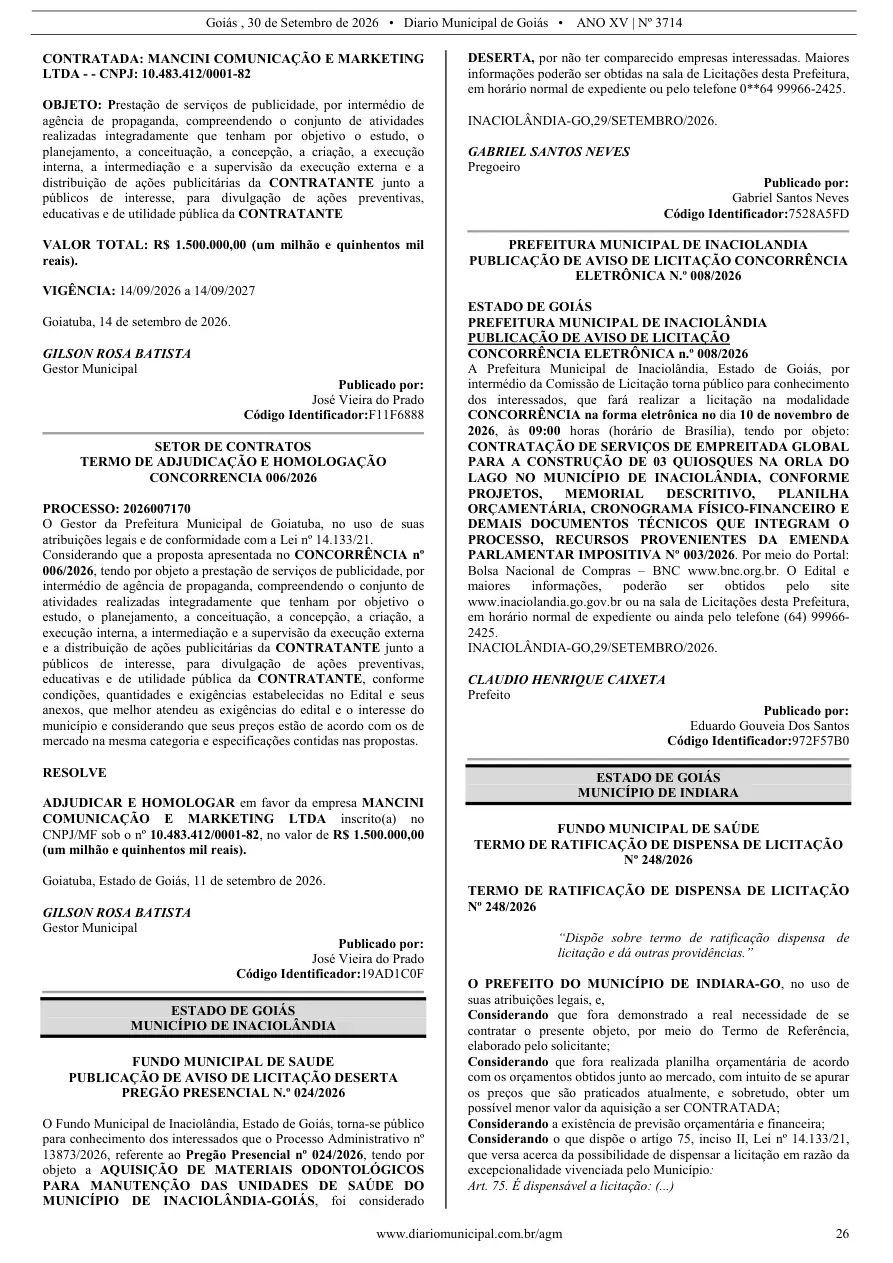 Goiás , 30 de Setembro de 2026 • Diario Municipal de Goiás • ANO XV | Nº 3714
CONTRATADA: MANCINI COMUNICAÇÃO E MARKETING
LTDA - - CNPJ: 10.483.412/0001-82
OBJETO: Prestação de serviços de publicidade, por intermédio de
agência de propaganda, compreendendo o conjunto de atividades
realizadas integradamente que tenham por objetivo o estudo, o
planejamento, a conceituação, a concepção, a criação, a execução
interna, a intermediação e a supervisão da execução externa e a
distribuição de ações publicitárias da CONTRATANTE junto a
públicos de interesse, para divulgação de ações preventivas,
educativas e de utilidade pública da CONTRATANTE
VALOR TOTAL: R$ 1.500.000,00 (um milhão e quinhentos mil
reais).
VIGÊNCIA: 14/09/2026 a 14/09/2027
Goiatuba, 14 de setembro de 2026.
GILSON ROSA BATISTA
Gestor Municipal
Publicado por:
José Vieira do Prado
Código Identificador:F11F6888
SETOR DE CONTRATOS
TERMO DE ADJUDICAÇÃO E HOMOLOGAÇÃO
CONCORRENCIA 006/2026
PROCESSO: 2026007170
O Gestor da Prefeitura Municipal de Goiatuba, no uso de suas
atribuições legais e de conformidade com a Lei nº 14.133/21.
Considerando que a proposta apresentada no CONCORRÊNCIA nº
006/2026, tendo por objeto a prestação de serviços de publicidade, por
intermédio de agência de propaganda, compreendendo o conjunto de
atividades realizadas integradamente que tenham por objetivo o
estudo, o planejamento, a conceituação, a concepção, a criação, a
execução interna, a intermediação e a supervisão da execução externa
e a distribuição de ações publicitárias da CONTRATANTE junto a
públicos de interesse, para divulgação de ações preventivas,
educativas e de utilidade pública da CONTRATANTE, conforme
condições, quantidades e exigências estabelecidas no Edital e seus
anexos, que melhor atendeu as exigências do edital e o interesse do
município e considerando que seus preços estão de acordo com os de
mercado na mesma categoria e especificações contidas nas propostas.
RESOLVE
ADJUDICAR E HOMOLOGAR em favor da empresa MANCINI
COMUNICAÇÃO E MARKETING LTDA inscrito(a) no
CNPJ/MF sob o nº 10.483.412/0001-82, no valor de R$ 1.500.000,00
(um milhão e quinhentos mil reais).
Goiatuba, Estado de Goiás, 11 de setembro de 2026.
GILSON ROSA BATISTA
Gestor Municipal
Publicado por:
José Vieira do Prado
Código Identificador:19AD1C0F
ESTADO DE GOIÁS
MUNICÍPIO DE INACIOLÂNDIA
FUNDO MUNICIPAL DE SAUDE
PUBLICAÇÃO DE AVISO DE LICITAÇÃO DESERTA
PREGÃO PRESENCIAL N.º 024/2026
O Fundo Municipal de Inaciolândia, Estado de Goiás, torna-se público
para conhecimento dos interessados que o Processo Administrativo nº
13873/2026, referente ao Pregão Presencial nº 024/2026, tendo por
objeto a AQUISIÇÃO DE MATERIAIS ODONTOLÓGICOS
PARA MANUTENÇÃO DAS UNIDADES DE SAÚDE DO
MUNICÍPIO DE INACIOLÂNDIA-GOIÁS, foi considerado
DESERTA, por não ter comparecido empresas interessadas. Maiores
informações poderão ser obtidas na sala de Licitações desta Prefeitura,
em horário normal de expediente ou pelo telefone 0**64 99966-2425.
INACIOLÂNDIA-GO,29/SETEMBRO/2026.
GABRIEL SANTOS NEVES
Pregoeiro
Publicado por:
Gabriel Santos Neves
Código Identificador:7528A5FD
PREFEITURA MUNICIPAL DE INACIOLANDIA
PUBLICAÇÃO DE AVISO DE LICITAÇÃO CONCORRÊNCIA
ELETRÔNICA N.º 008/2026
ESTADO DE GOIÁS
PREFEITURA MUNICIPAL DE INACIOLÂNDIA
PUBLICAÇÃO DE AVISO DE LICITAÇÃO
CONCORRÊNCIA ELETRÔNICA n.º 008/2026
A Prefeitura Municipal de Inaciolândia, Estado de Goiás, por
intermédio da Comissão de Licitação torna público para conhecimento
dos interessados, que fará realizar a licitação na modalidade
CONCORRÊNCIA na forma eletrônica no dia 10 de novembro de
2026, às 09:00 horas (horário de Brasília), tendo por objeto:
CONTRATAÇÃO DE SERVIÇOS DE EMPREITADA GLOBAL
PARA A CONSTRUÇÃO DE 03 QUIOSQUES NA ORLA DO
LAGO NO MUNICÍPIO DE INACIOLÂNDIA, CONFORME
PROJETOS, MEMORIAL DESCRITIVO, PLANILHA
ORÇAMENTÁRIA, CRONOGRAMA FÍSICO-FINANCEIRO E
DEMAIS DOCUMENTOS TÉCNICOS QUE INTEGRAM O
PROCESSO, RECURSOS PROVENIENTES DA EMENDA
PARLAMENTAR IMPOSITIVA Nº 003/2026. Por meio do Portal:
Bolsa Nacional de Compras – BNC www.bnc.org.br. O Edital e
maiores informações, poderão ser obtidos pelo site
www.inaciolandia.go.gov.br ou na sala de Licitações desta Prefeitura,
em horário normal de expediente ou ainda pelo telefone (64) 99966-
2425.
INACIOLÂNDIA-GO,29/SETEMBRO/2026.
CLAUDIO HENRIQUE CAIXETA
Prefeito
Publicado por:
Eduardo Gouveia Dos Santos
Código Identificador:972F57B0
ESTADO DE GOIÁS
MUNICÍPIO DE INDIARA
FUNDO MUNICIPAL DE SAÚDE
TERMO DE RATIFICAÇÃO DE DISPENSA DE LICITAÇÃO
Nº 248/2026
TERMO DE RATIFICAÇÃO DE DISPENSA DE LICITAÇÃO
Nº 248/2026
“Dispõe sobre termo de ratificação dispensa de
licitação e dá outras providências.”
O PREFEITO DO MUNICÍPIO DE INDIARA-GO, no uso de
suas atribuições legais, e,
Considerando que fora demonstrado a real necessidade de se
contratar o presente objeto, por meio do Termo de Referência,
elaborado pelo solicitante;
Considerando que fora realizada planilha orçamentária de acordo
com os orçamentos obtidos junto ao mercado, com intuito de se apurar
os preços que são praticados atualmente, e sobretudo, obter um
possível menor valor da aquisição a ser CONTRATADA;
Considerando a existência de previsão orçamentária e financeira;
Considerando o que dispõe o artigo 75, inciso II, Lei nº 14.133/21,
que versa acerca da possibilidade de dispensar a licitação em razão da
excepcionalidade vivenciada pelo Município:
Art. 75. É dispensável a licitação: (...)
www.diariomunicipal.com.br/agm
26